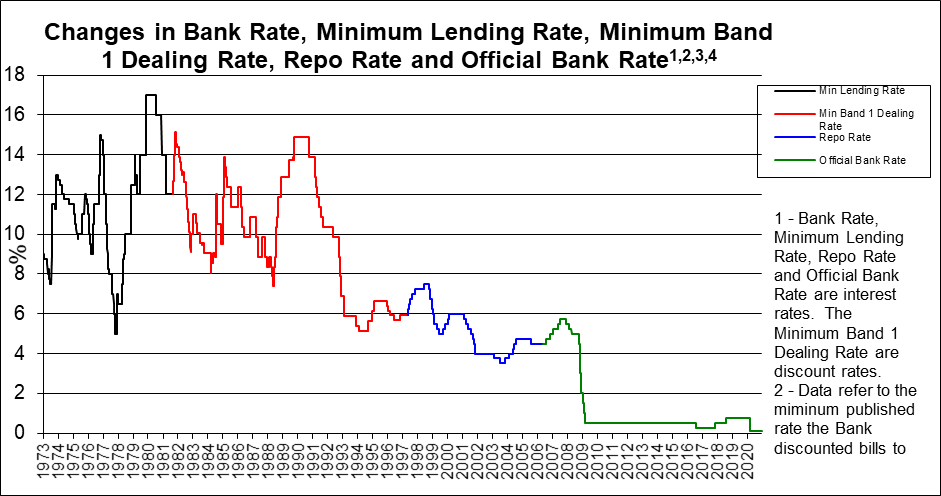 Changes in Bank Rate, Minimum Lending Rate, Minimum Band
1 Dealing Rate, Repo Rate and Official Bank Rate1,2,3,4
18
16
14
12
10
8
6
4
2
0
%
1973
1974
1975
1976
1977
1978
1979
1980
1981
1982
1983
1984
1985
1986
1987
1988
1989
1990
1991
1992
1993
1994
1995
1996
1997
1998
1999
2000
2001
2002
2003
2004
2005
2006
2007
2008
2009
2010
2011
2012
2013
2014
2015
2016
2017
2018
2019
2020
Min Lending Rate
Min Band 1 Dealing
Rate
Repo Rate
Official Bank Rate
1 - Bank Rate,
Minimum Lending
Rate, Repo Rate
and Official Bank
Rate are interest
rates.  The
Minimum Band 1
Dealing Rate are
discount rates.
2 - Data refer to the
miminum published
rate the Bank
discounted bills to